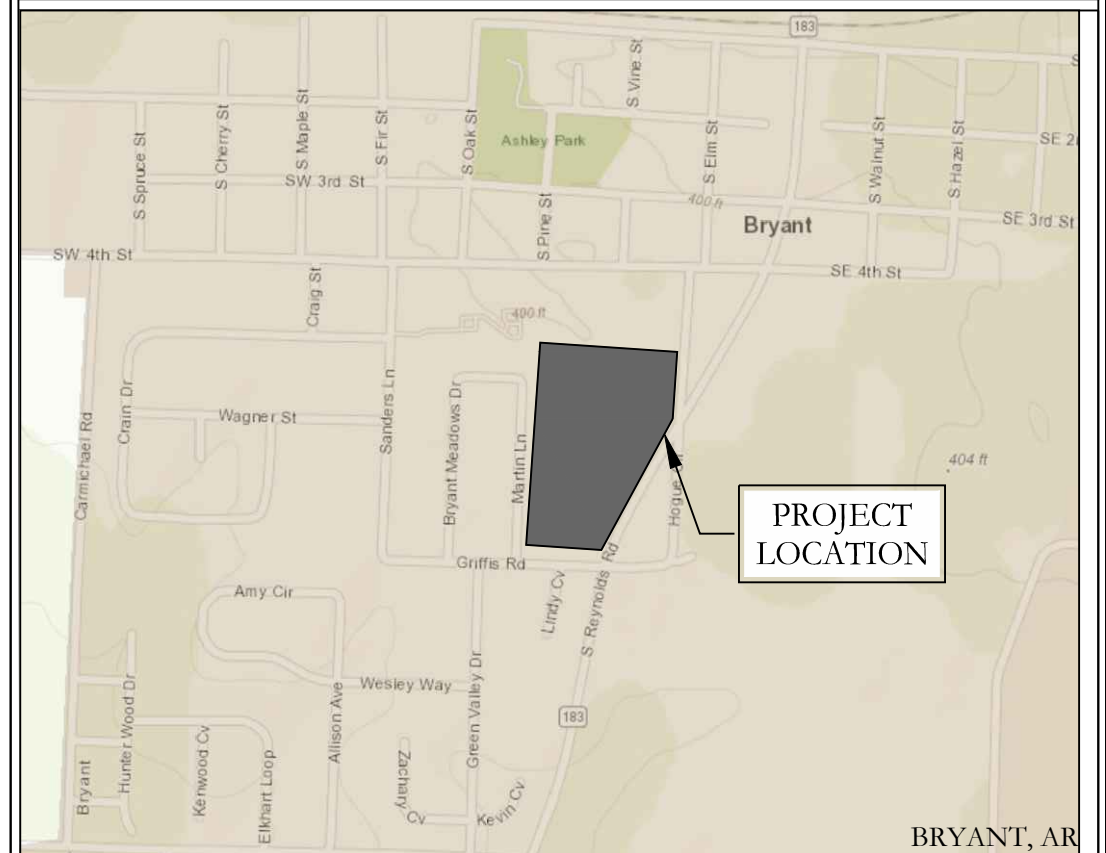 183
S Vine St
S Maple St
S Cherry St
S Fir St
S Oak St
Ashley Park
S Elm St
S Walnut St
S Hazel St
S Spruce St
SE 2
SW 3rd St
S Pine St
400 ft
Bryant
SE 3rd St
SW 4th St
SE 4th St
Craig St
400 ft
Crain Dr
Sanders Ln
Bryant Meadows Dr
Martin Ln
Wagner St
Carmichael Rd
Hogue
404 ft
PROJECT
LOCATION
Griffis Rd
Amy Cir
Lindy Cv
S Reynolds Rd
Wesley Way
Green Valley Dr
Allison Ave
Hunter Wood Dr
183
Kenwood Cv
Elkhart Loop
Zachary Cv
Kevin Cv
Bryant
BRYANT, AR